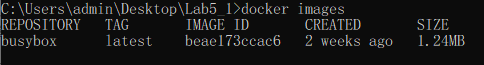 C:\Users\admin\Desktop\Lab5_1>docker images
REPOSITORY TAG IMAGE ID CREATED SIZE
busybox latest beae173ccac6 2 weeks ago 1.24MB